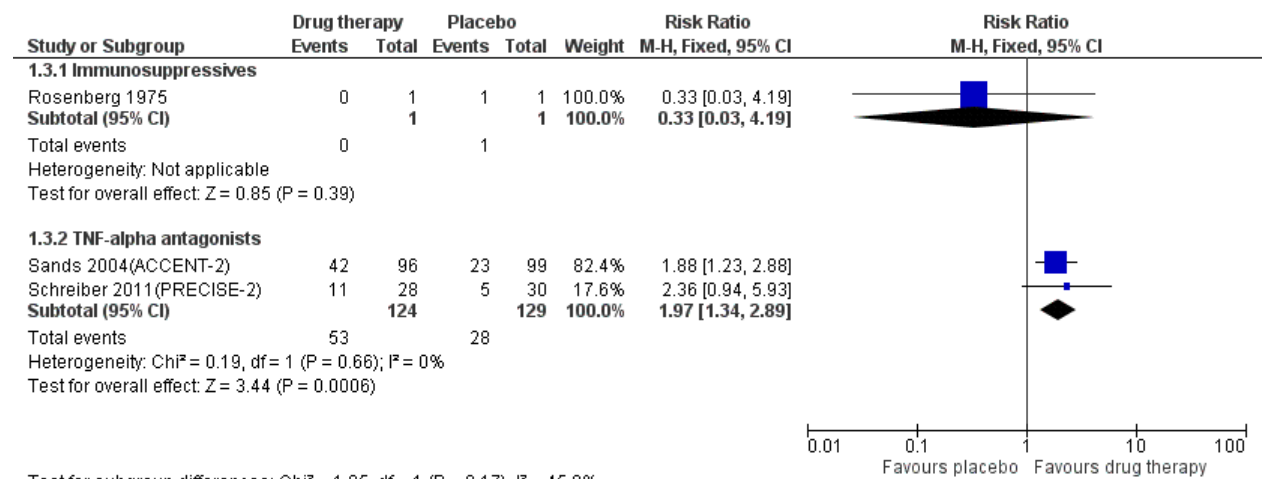 Drug therapy Placebo Risk Ratio Risk Ratio
Study or Subgroup Events Total Events Total Weight M-H, Fixed, 95% CI M-H, Fixed, 95% CI
1.3.1 Immunosuppressives
Rosenberg 1975 0 1 1 1 100.0% 0.33 [0.03, 4.19]
Subtotal (95% CI) 1 1 100.0% 0.33 [0.03, 4.19]
Total events 0 1
Heterogeneity: Not applicable
Test for overall effect: Z = 0.85 (P = 0.39)
1.3.2 TNF-alpha antagonists
Sands 2004(ACCENT-2) 42 96 23 99 82.4% 1.88 [1.23, 2.88]
Schreiber 2011(PRECISE-2) 11 28 5 30 17.6% 2.36 [0.94, 5.93]
Subtotal (95% CI) 124 129 100.0% 1.97 [1.34, 2.89]
Total events 53 28
Heterogeneity: Chi² = 0.19, df = 1 (P = 0.66); I² = 0%
Test for overall effect: Z = 3.44 (P = 0.0006)
0.01 0.1 1 10 100
Favours placebo Favours drug therapy
Test for subgroup differences: Chi²